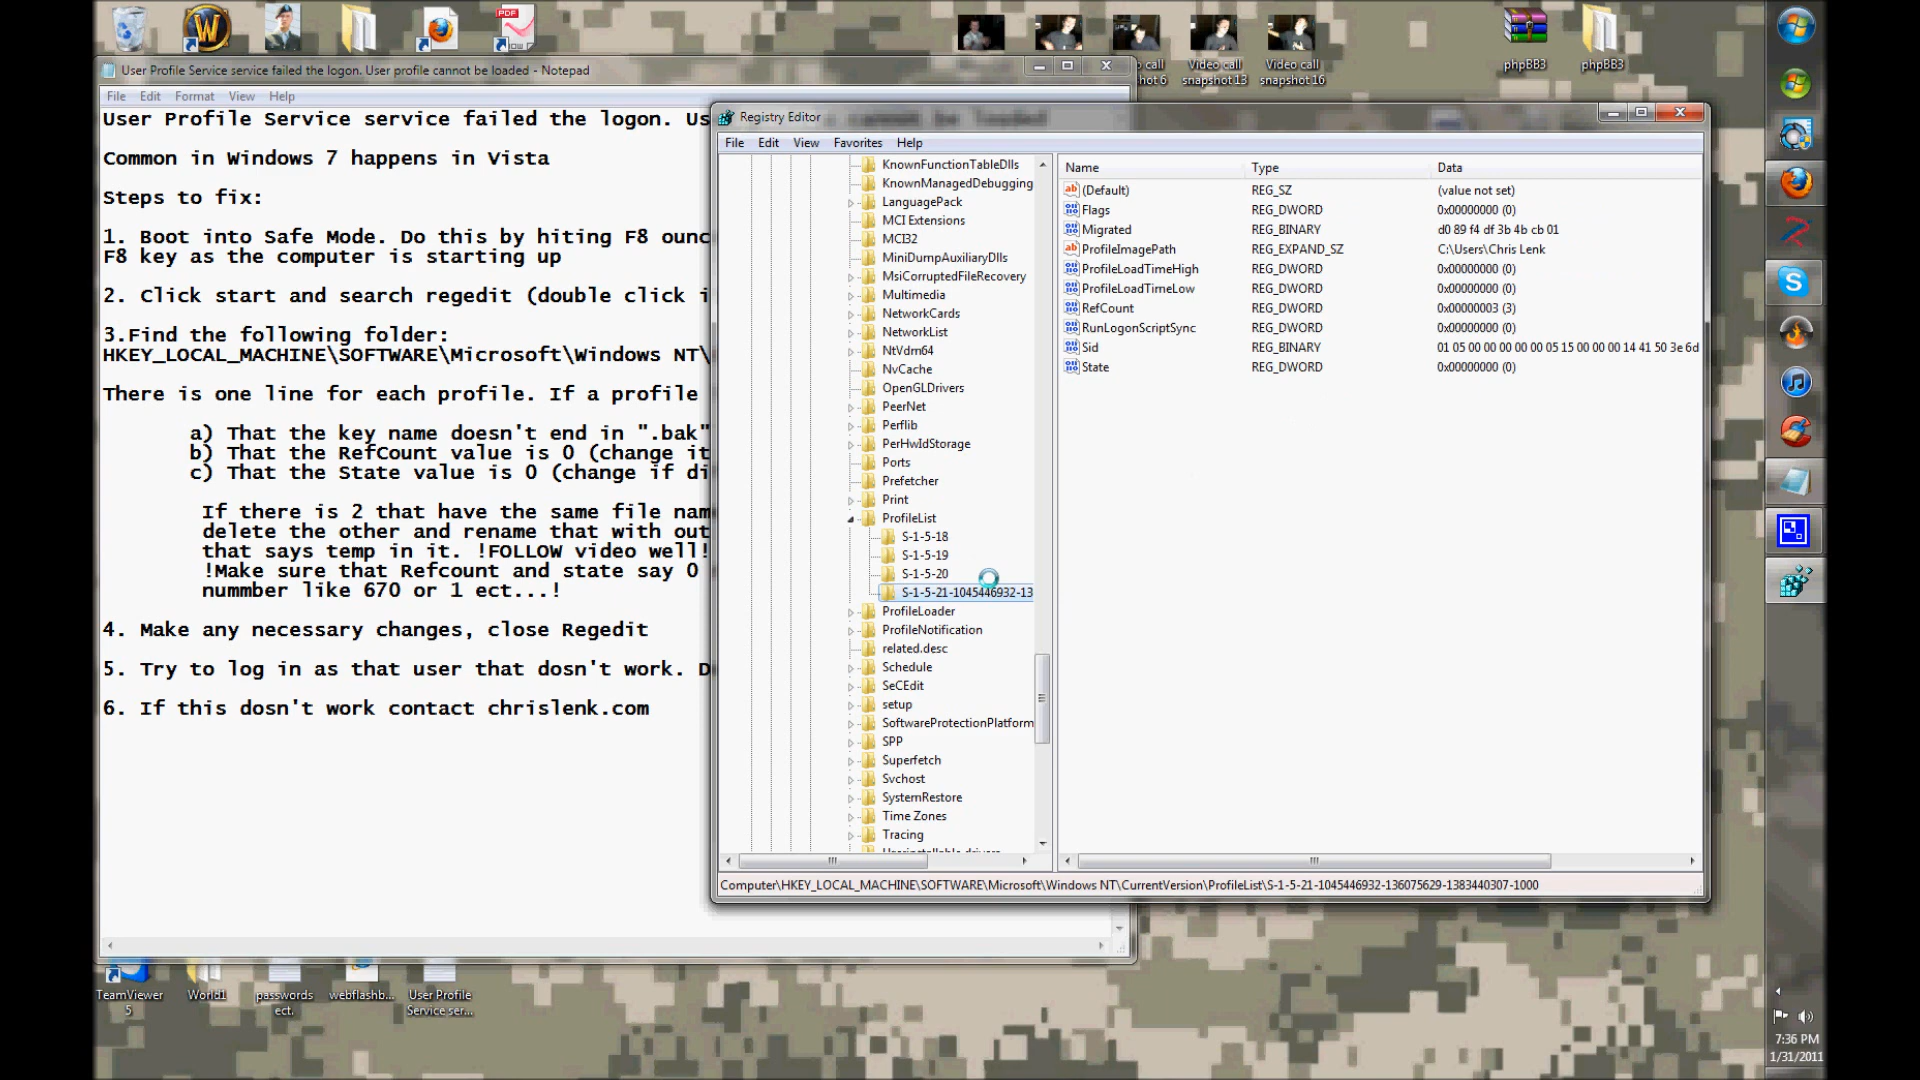 PDF
phpBB3
phpBB3
Video call
snapshot 13
Video call
snapshot 16
User Profile Service service failed the logon. User profile cannot be loaded - Notepad
File Edit Format View Help
User Profile Service service failed the logon. Us
Common in Windows 7 happens in Vista
Steps to fix:
1. Boot into Safe Mode. Do this by hiting F8 ounc
F8 key as the computer is starting up
2. Click start and search regedit (double click i
3.Find the following folder:
HKEY_LOCAL_MACHINE\SOFTWARE\Microsoft\Windows NT\
There is one line for each profile. If a profile
a) That the key name doesn't end in ".bak"
b) That the RefCount value is 0 (change it
c) That the State value is 0 (change if di
If there is 2 that have the same file nam
delete the other and rename that with out
that says temp in it. !FOLLOW video well!
!Make sure that Refcount and state say 0
nummber like 670 or 1 ect...!
4. Make any necessary changes, close Regedit
5. Try to log in as that user that dosn't work. D
6. If this dosn't work contact chrislenk.com
Registry Editor
File Edit View Favorites Help
KnownFunctionTableDlls
KnownManagedDebugging
LanguagePack
MCI Extensions
MCI32
MiniDumpAuxiliaryDlls
MsiCorruptedFileRecovery
Multimedia
NetworkCards
NetworkList
NtVdm64
NvCache
OpenGLDrivers
PeerNet
Perflib
PerHwIdStorage
Ports
Prefetcher
Print
ProfileList
S-1-5-18
S-1-5-19
S-1-5-20
S-1-5-21-1045446932-13
ProfileLoader
ProfileNotification
related.desc
Schedule
SeCEdit
setup
SoftwareProtectionPlatform
SPP
Superfetch
Svchost
SystemRestore
Time Zones
Tracing
Name Type Data
(Default) REG_SZ (value not set)
Flags REG_DWORD 0x00000000 (0)
Migrated REG_BINARY d0 89 f4 df 3b 4b cb 01
ProfileImagePath REG_EXPAND_SZ C:\Users\Chris Lenk
ProfileLoadTimeHigh REG_DWORD 0x00000000 (0)
ProfileLoadTimeLow REG_DWORD 0x00000000 (0)
RefCount REG_DWORD 0x00000003 (3)
RunLogonScriptSync REG_DWORD 0x00000000 (0)
Sid REG_BINARY 01 05 00 00 00 00 00 05 15 00 00 00 14 41 50 3e 6d
State REG_DWORD 0x00000000 (0)
Computer\HKEY_LOCAL_MACHINE\SOFTWARE\Microsoft\Windows NT\CurrentVersion\ProfileList\S-1-5-21-1045446932-136075629-1383440307-1000
TeamViewer
5
World1
passwords
ect.
webflashb...
User Profile
Service ser...
7:36 PM
1/31/2011